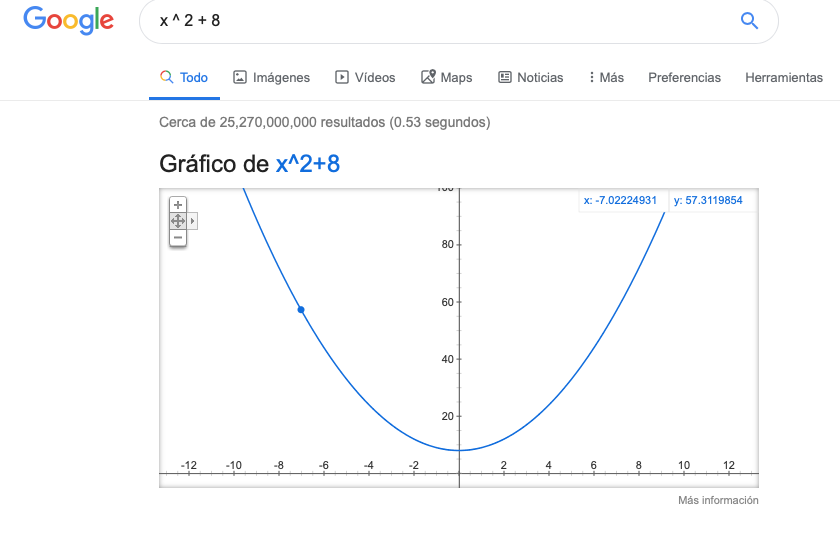 Google x ^ 2 + 8
Todo Imágenes Vídeos Maps Noticias Más Preferencias Herramientas
Cerca de 25,270,000,000 resultados (0.53 segundos)
Gráfico de x^2+8
100
x: -7.02224931 y: 57.3119854
80
60
40
20
-12 -10 -8 -6 -4 -2 2 4 6 8 10 12
Más información